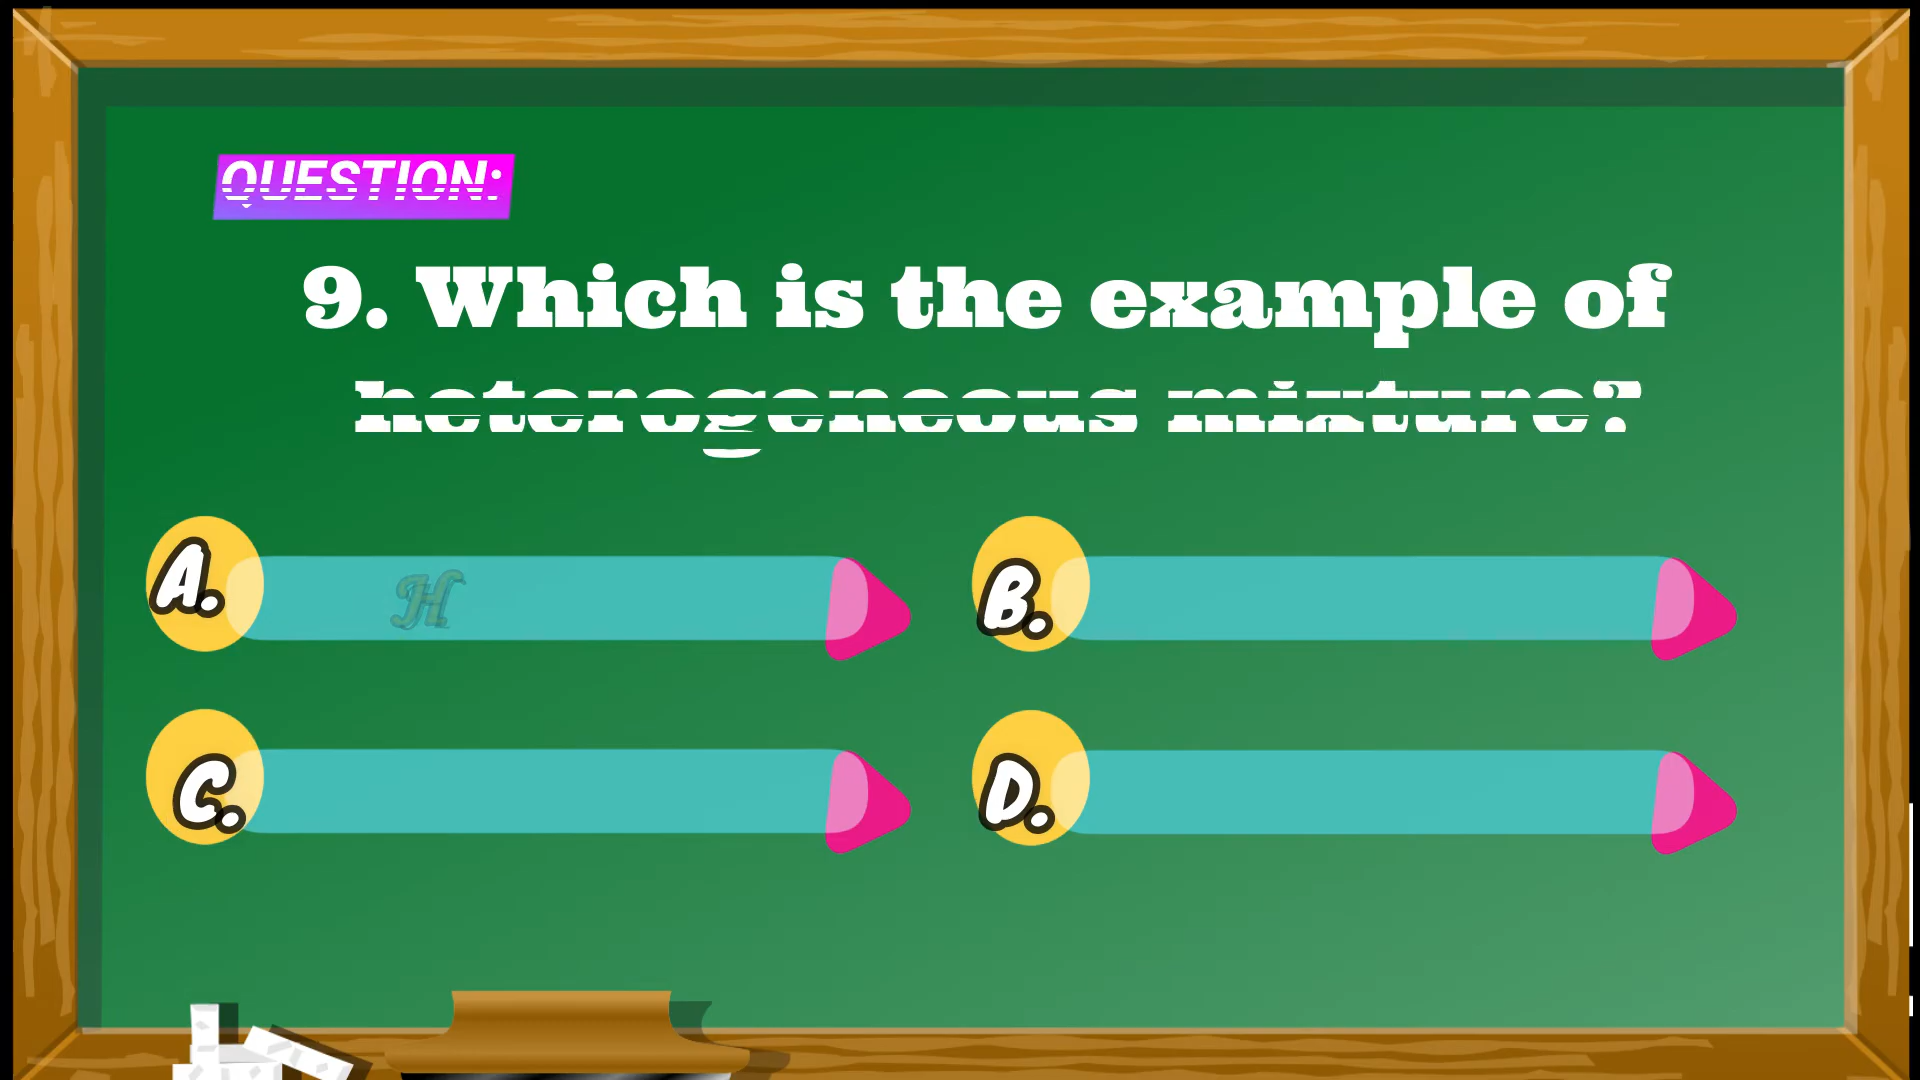 QUESTION:
9. Which is the example of
heterogeneous mixture?
A. H
B.
C.
D.